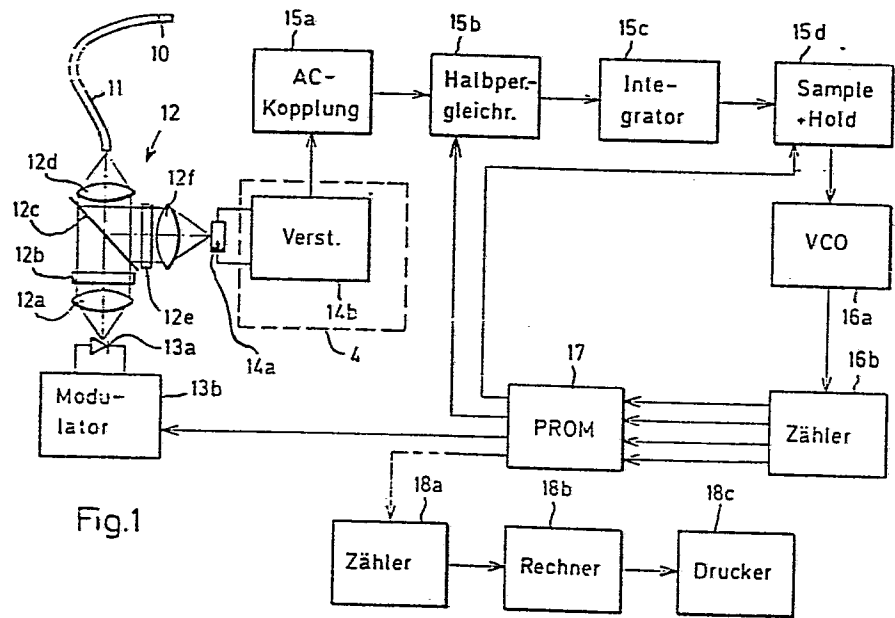 10
11
12
12d
12c
12b
12a
12f
12e
13a
13b
Modu-
lator
14a
Verst.
14b
4
15a
AC-
Kopplung
15b
Halbper-
gleichr.
15c
Inte-
grator
15d
Sample
+Hold
VCO
16a
16b
Zähler
17
PROM
18a
Zähler
18b
Rechner
18c
Drucker
Fig.1